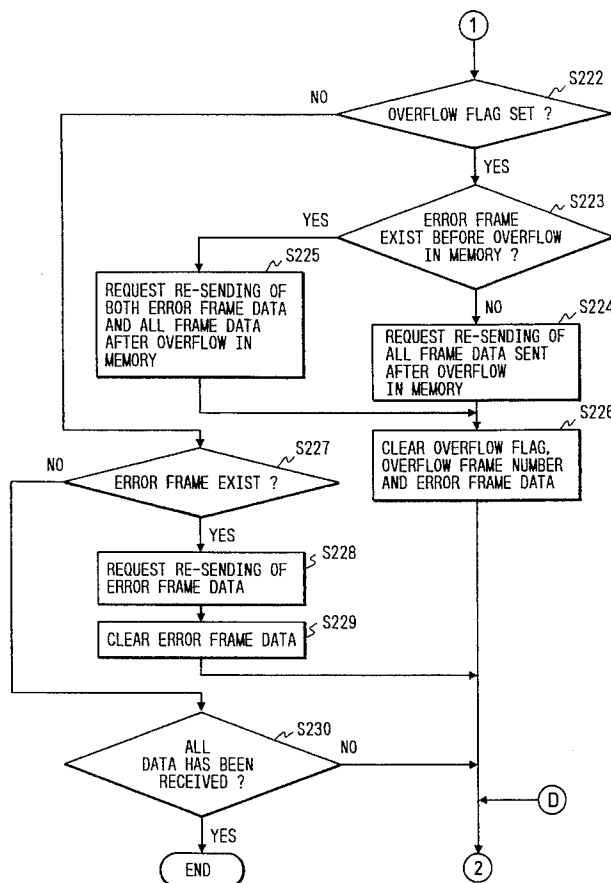 1
S222
NO
OVERFLOW FLAG SET ?
YES
S223
YES
ERROR FRAME
EXIST BEFORE OVERFLOW
IN MEMORY ?
S225
REQUEST RE-SENDING OF
BOTH ERROR FRAME DATA
AND ALL FRAME DATA
AFTER OVERFLOW IN
MEMORY
NO
S224
REQUEST RE-SENDING OF
ALL FRAME DATA SENT
AFTER OVERFLOW
IN MEMORY
S226
CLEAR OVERFLOW FLAG,
OVERFLOW FRAME NUMBER
AND ERROR FRAME DATA
S227
NO
ERROR FRAME EXIST ?
YES
S228
REQUEST RE-SENDING OF
ERROR FRAME DATA
S229
CLEAR ERROR FRAME DATA
S230
ALL
DATA HAS BEEN
RECEIVED ?
NO
D
YES
END
2